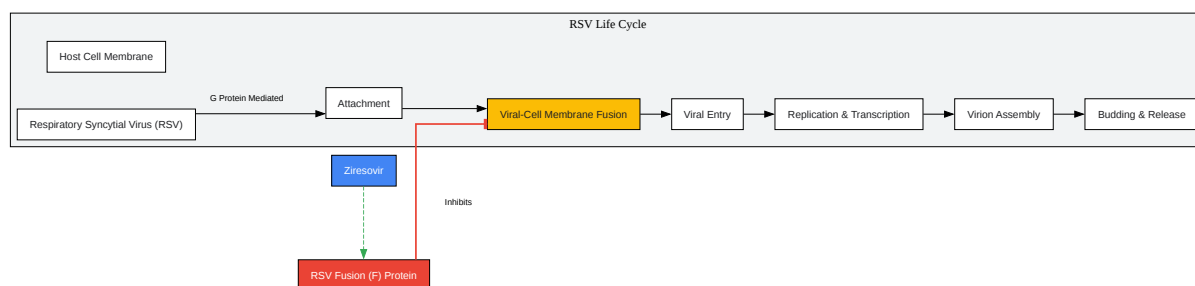 RSV Life Cycle
Host Cell Membrane
Respiratory Syncytial Virus (RSV)
G Protein Mediated
Attachment
Viral-Cell Membrane Fusion
Viral Entry
Replication & Transcription
Virion Assembly
Budding & Release
Ziresovir
Inhibits
RSV Fusion (F) Protein